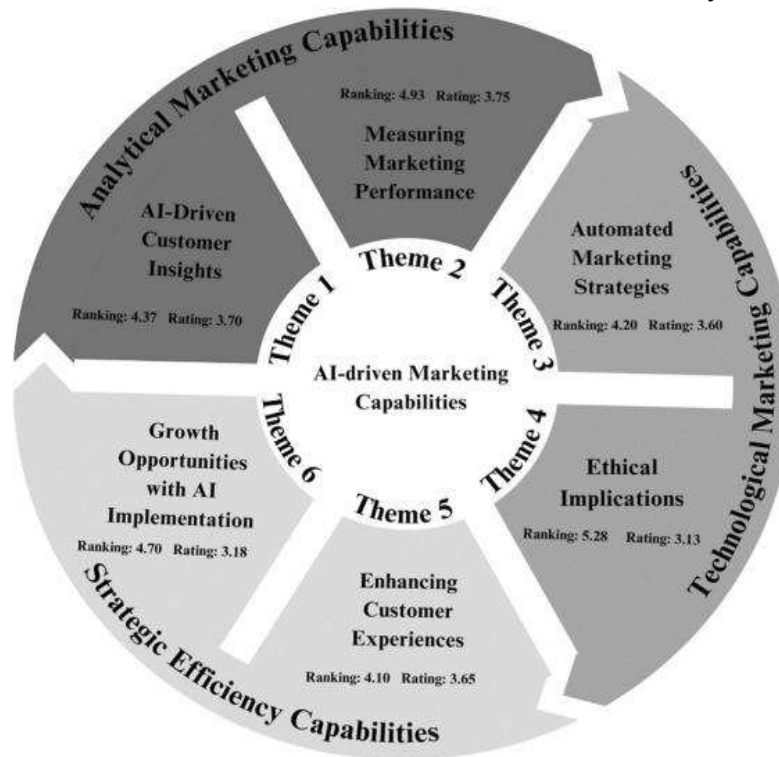 Analytical Marketing Capabilities
Ranking: 4.93 Rating: 3.75
Measuring
Marketing
Performance
Theme 2
AI-Driven
Customer
Insights
Ranking: 4.37 Rating: 3.70
Theme 1
Technological Marketing Capabilities
Automated
Marketing
Strategies
Ranking: 4.20 Rating: 3.60
Theme 3
AI-driven Marketing
Capabilities
Ethical
Implications
Ranking: 5.28 Rating: 3.13
Theme 4
Theme 5
Enhancing
Customer
Experiences
Ranking: 4.10 Rating: 3.65
Theme 6
Growth
Opportunities
with AI
Implementation
Ranking: 4.70 Rating: 3.18
Strategic Efficiency Capabilities